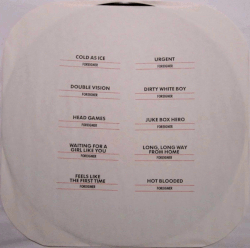 COLD AS ICE
FOREIGNER
URGENT
FOREIGNER
DOUBLE VISION
FOREIGNER
DIRTY WHITE BOY
FOREIGNER
HEAD GAMES
FOREIGNER
JUKE BOX HERO
FOREIGNER
WAITING FOR A
GIRL LIKE YOU
FOREIGNER
LONG, LONG WAY
FROM HOME
FOREIGNER
FEELS LIKE
THE FIRST TIME
FOREIGNER
HOT BLOODED
FOREIGNER